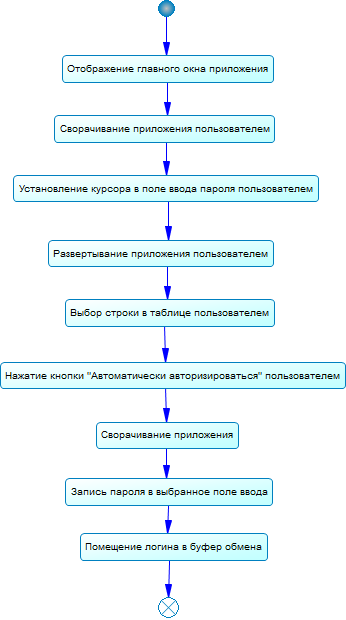 Отображение главного окна приложения
Сворачивание приложения пользователем
Установление курсора в поле ввода пароля пользователем
Развертывание приложения пользователем
Выбор строки в таблице пользователем
Нажатие кнопки "Автоматически авторизироваться" пользователем
Сворачивание приложения
Запись пароля в выбранное поле ввода
Помещение логина в буфер обмена